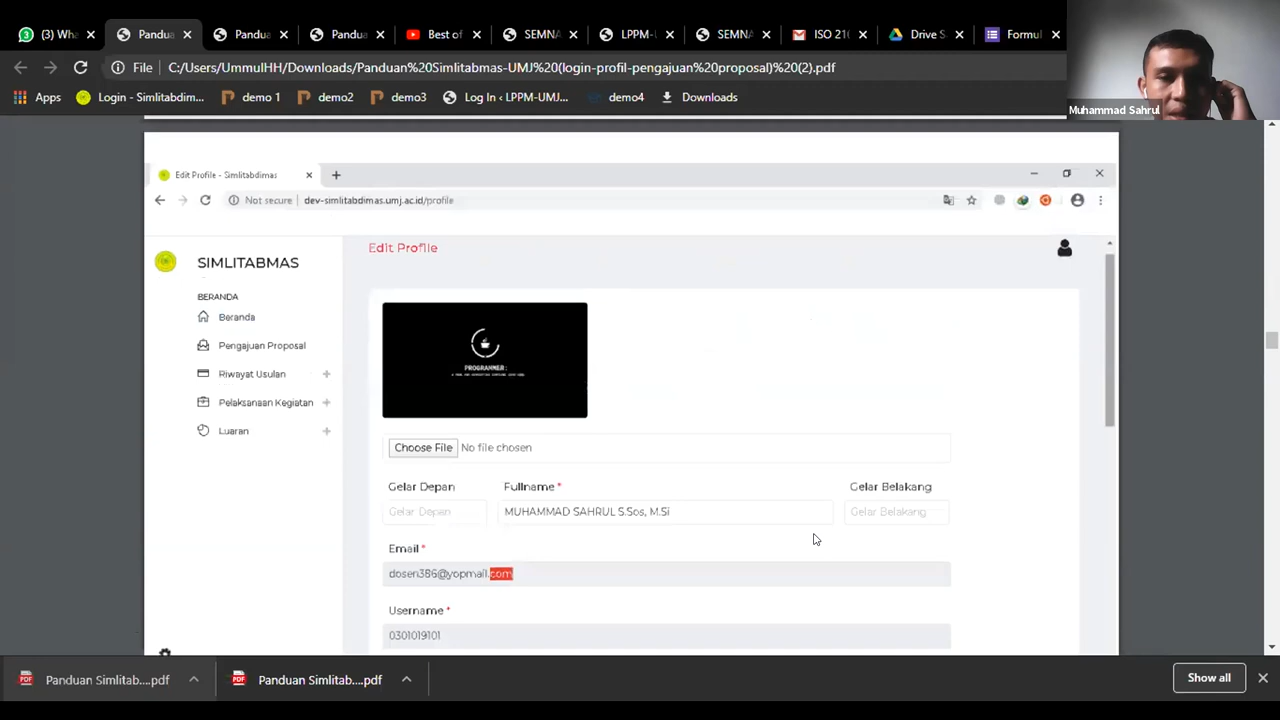 (3) Wha
Pandua
Pandua
Pandua
Best of
SEMNA
LPPM-U
SEMNA
ISO 216
Drive S
Formul
File
C:/Users/UmmulHH/Downloads/Panduan%20Simlitabmas-UMJ%20(login-profil-pengajuan%20proposal)%20(2).pdf
Apps
Login - Simlitabdim...
demo 1
demo2
demo3
Log In ‹ LPPM-UMJ...
demo4
Downloads
Muhammad Sahrul
Edit Profile - Simlitabdimas
Not secure
dev-simlitabdimas.umj.ac.id/profile
SIMLITABMAS
BERANDA
Beranda
Pengajuan Proposal
Riwayat Usulan
Pelaksanaan Kegiatan
Luaran
Edit Profile
PROGRAMMER:
Choose File No file chosen
Gelar Depan
Fullname *
Gelar Belakang
Gelar Depan
MUHAMMAD SAHRUL S.Sos, M.Si
Gelar Belakang
Email *
dosen386@yopmail.com
Username *
0301019101
Panduan Simlitab....pdf
Panduan Simlitab....pdf
Show all